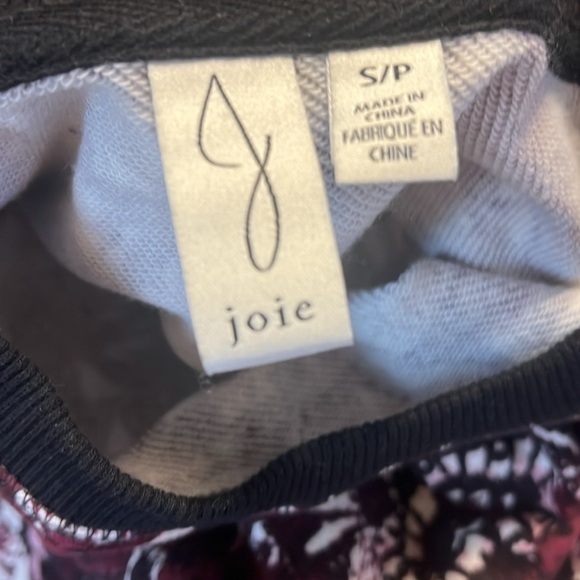 joie
S/P
MADE IN
CHINA
FABRIQUÉ EN
CHINE